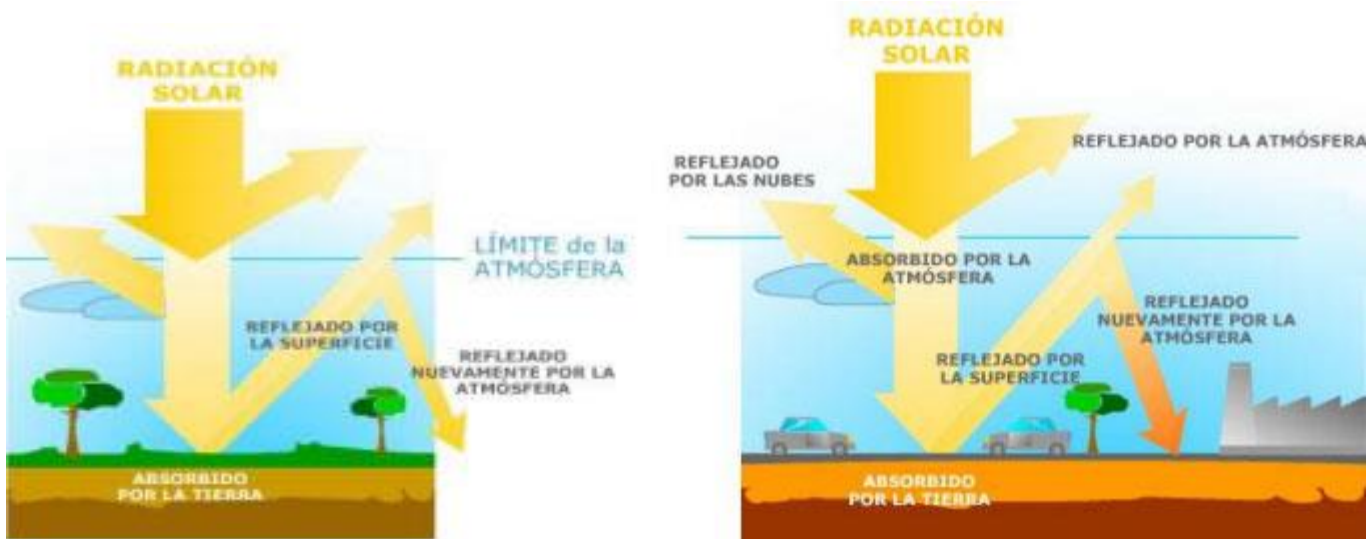 RADIACIÓN
SOLAR
LÍMITE de la
ATMÓSFERA
REFLEJADO POR
LA SUPERFICIE
REFLEJADO
NUEVAMENTE POR LA
ATMÓSFERA
ABSORBIDO
POR LA TIERRA
RADIACIÓN
SOLAR
REFLEJADO POR LA ATMÓSFERA
REFLEJADO
POR LAS NUBES
ABSORBIDO POR LA
ATMÓSFERA
REFLEJADO
NUEVAMENTE POR LA
ATMÓSFERA
REFLEJADO POR
LA SUPERFICIE
ABSORBIDO
POR LA TIERRA